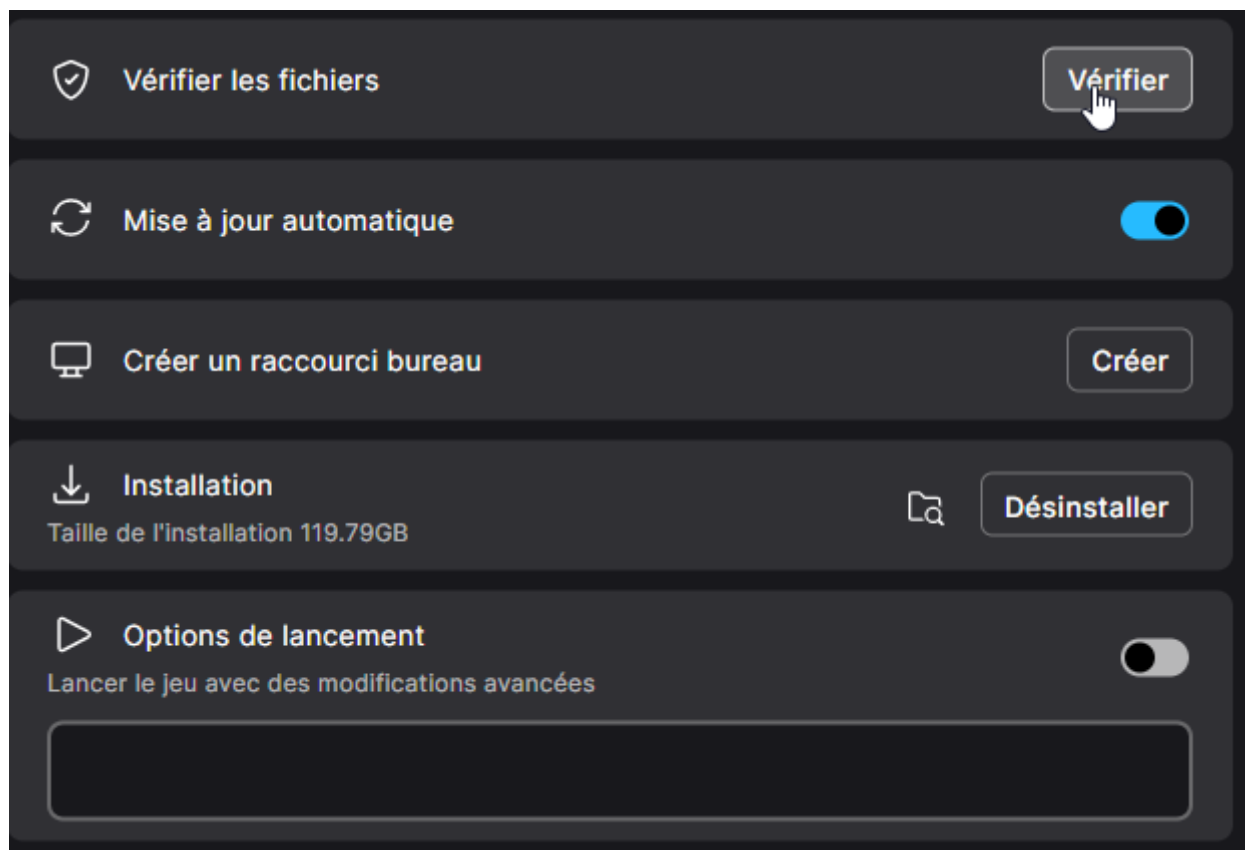 Vérifier les fichiers
Vérifier
Mise à jour automatique
Créer un raccourci bureau
Créer
Installation
Taille de l'installation 119.79GB
Désinstaller
Options de lancement
Lancer le jeu avec des modifications avancées